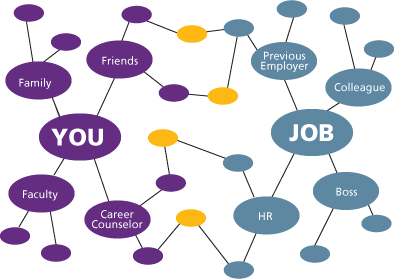 Friends
Previous
Employer
Family
Colleague
YOU
JOB
Faculty
Boss
Career
Counselor
HR